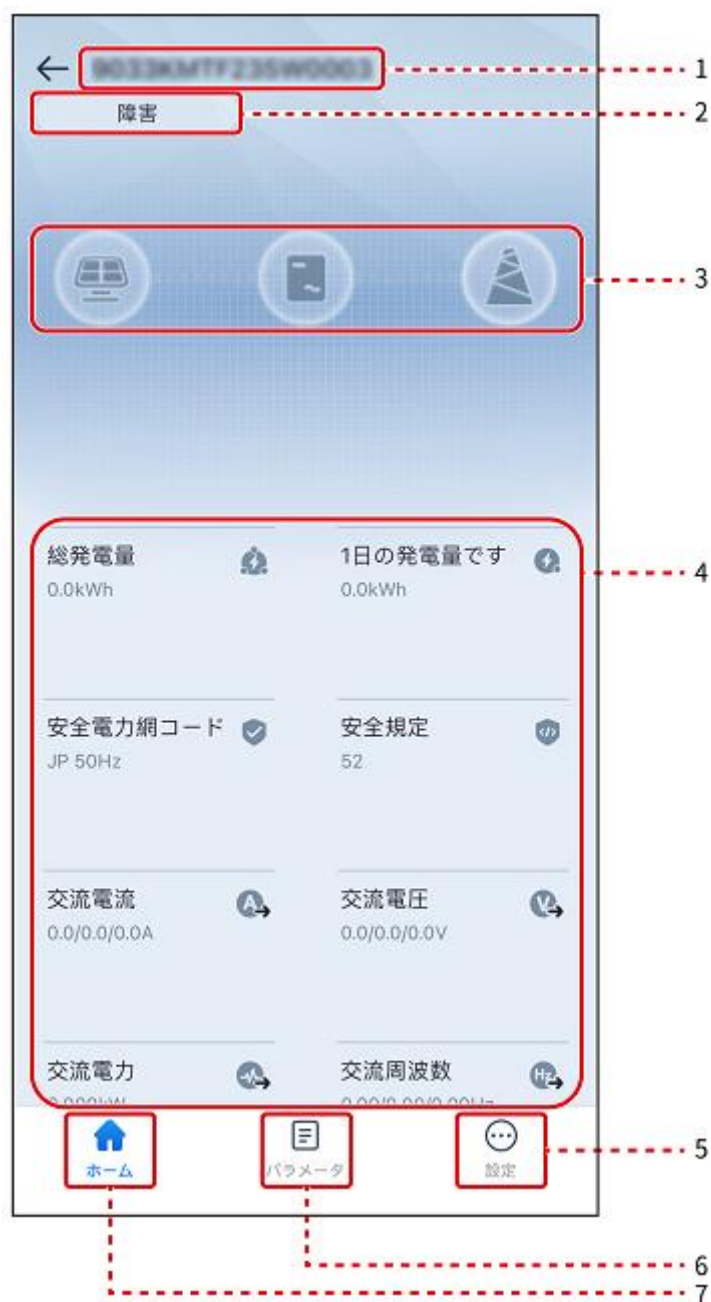 1
障害
2
3
総発電量
1日の発電量です
0.0kWh
0.0kWh
4
安全電力網コード
安全規定
JP 50Hz
52
交流電流
A
交流電圧
V
0.0/0.0/0.0A
0.0/0.0/0.0V
交流電力
交流周波数
Hz
ホーム
パラメータ
設定
5
6
7